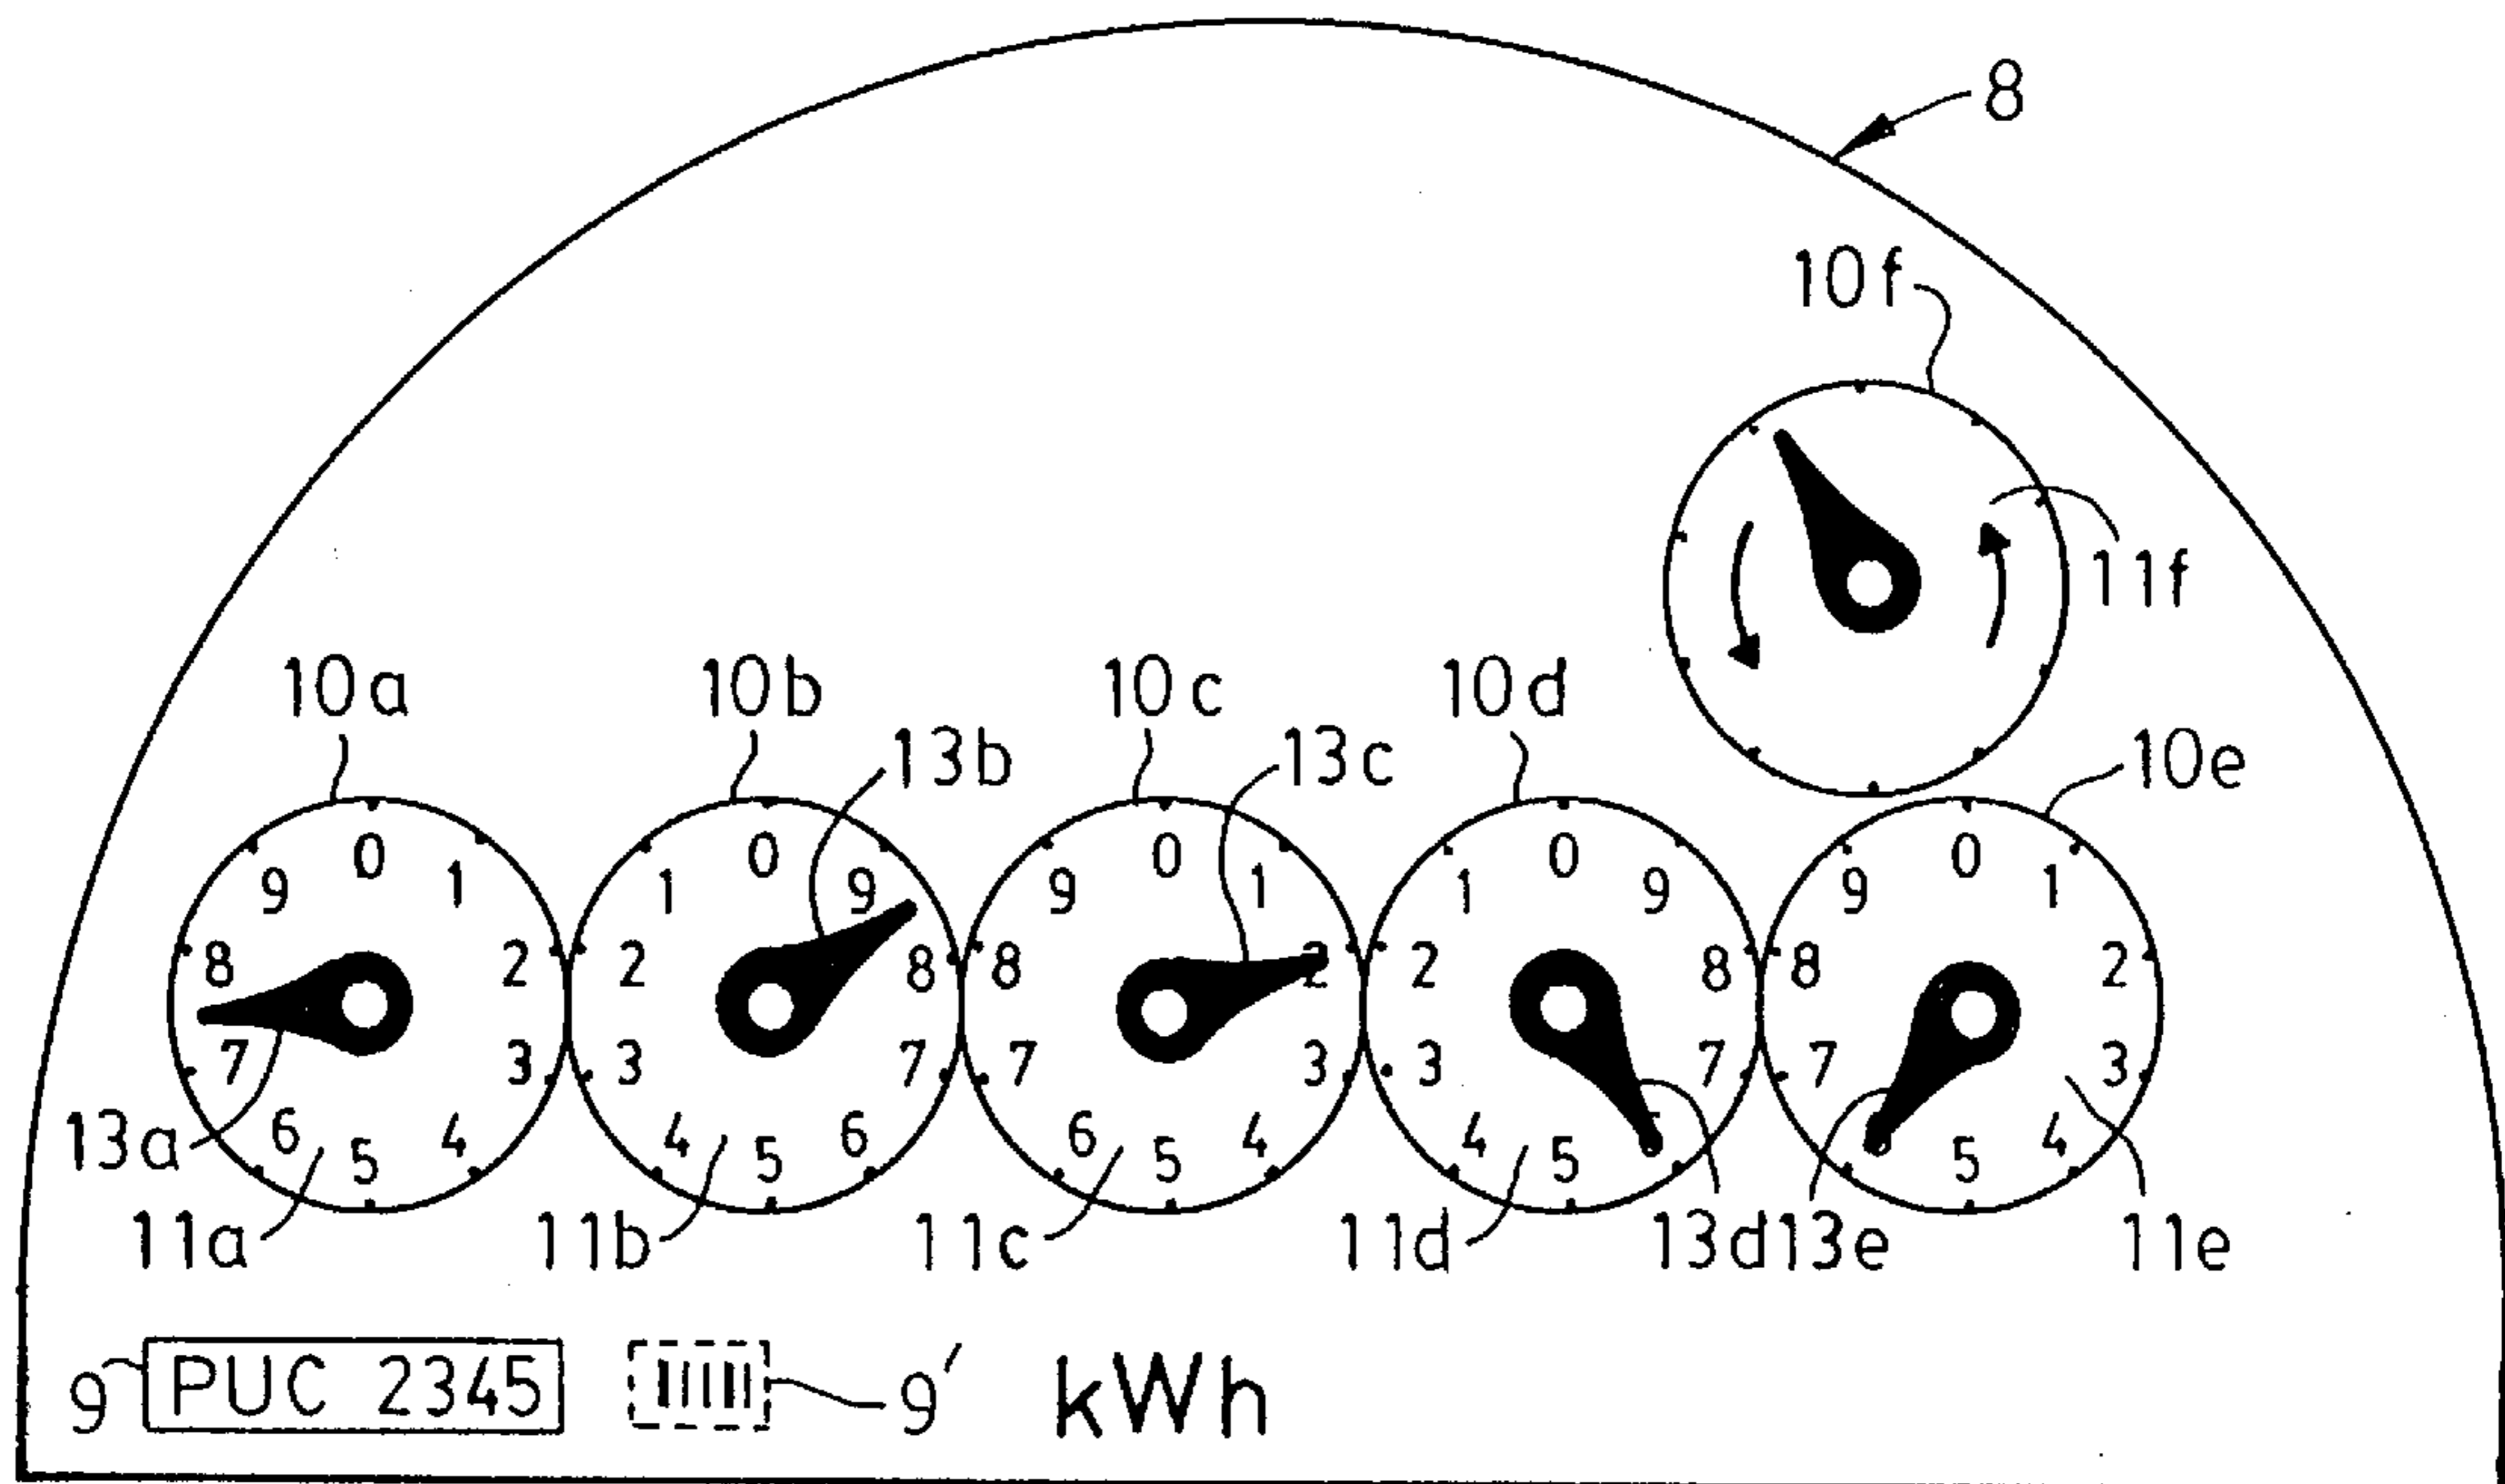 8
10f
11f
10a 10b 10c 10d
13b 13c 10e
0 1 2 3 4 5 6 7 8 9
0 9 8 7 6 5 4 3 2 1
0 1 2 3 4 5 6 7 8 9
0 9 8 7 5 4 3 2 1
0 1 2 3 4 5 7 8 9
13a
11a 11b 11c 11d 13d 13e 11e
9 PUC 2345 9′ kWh